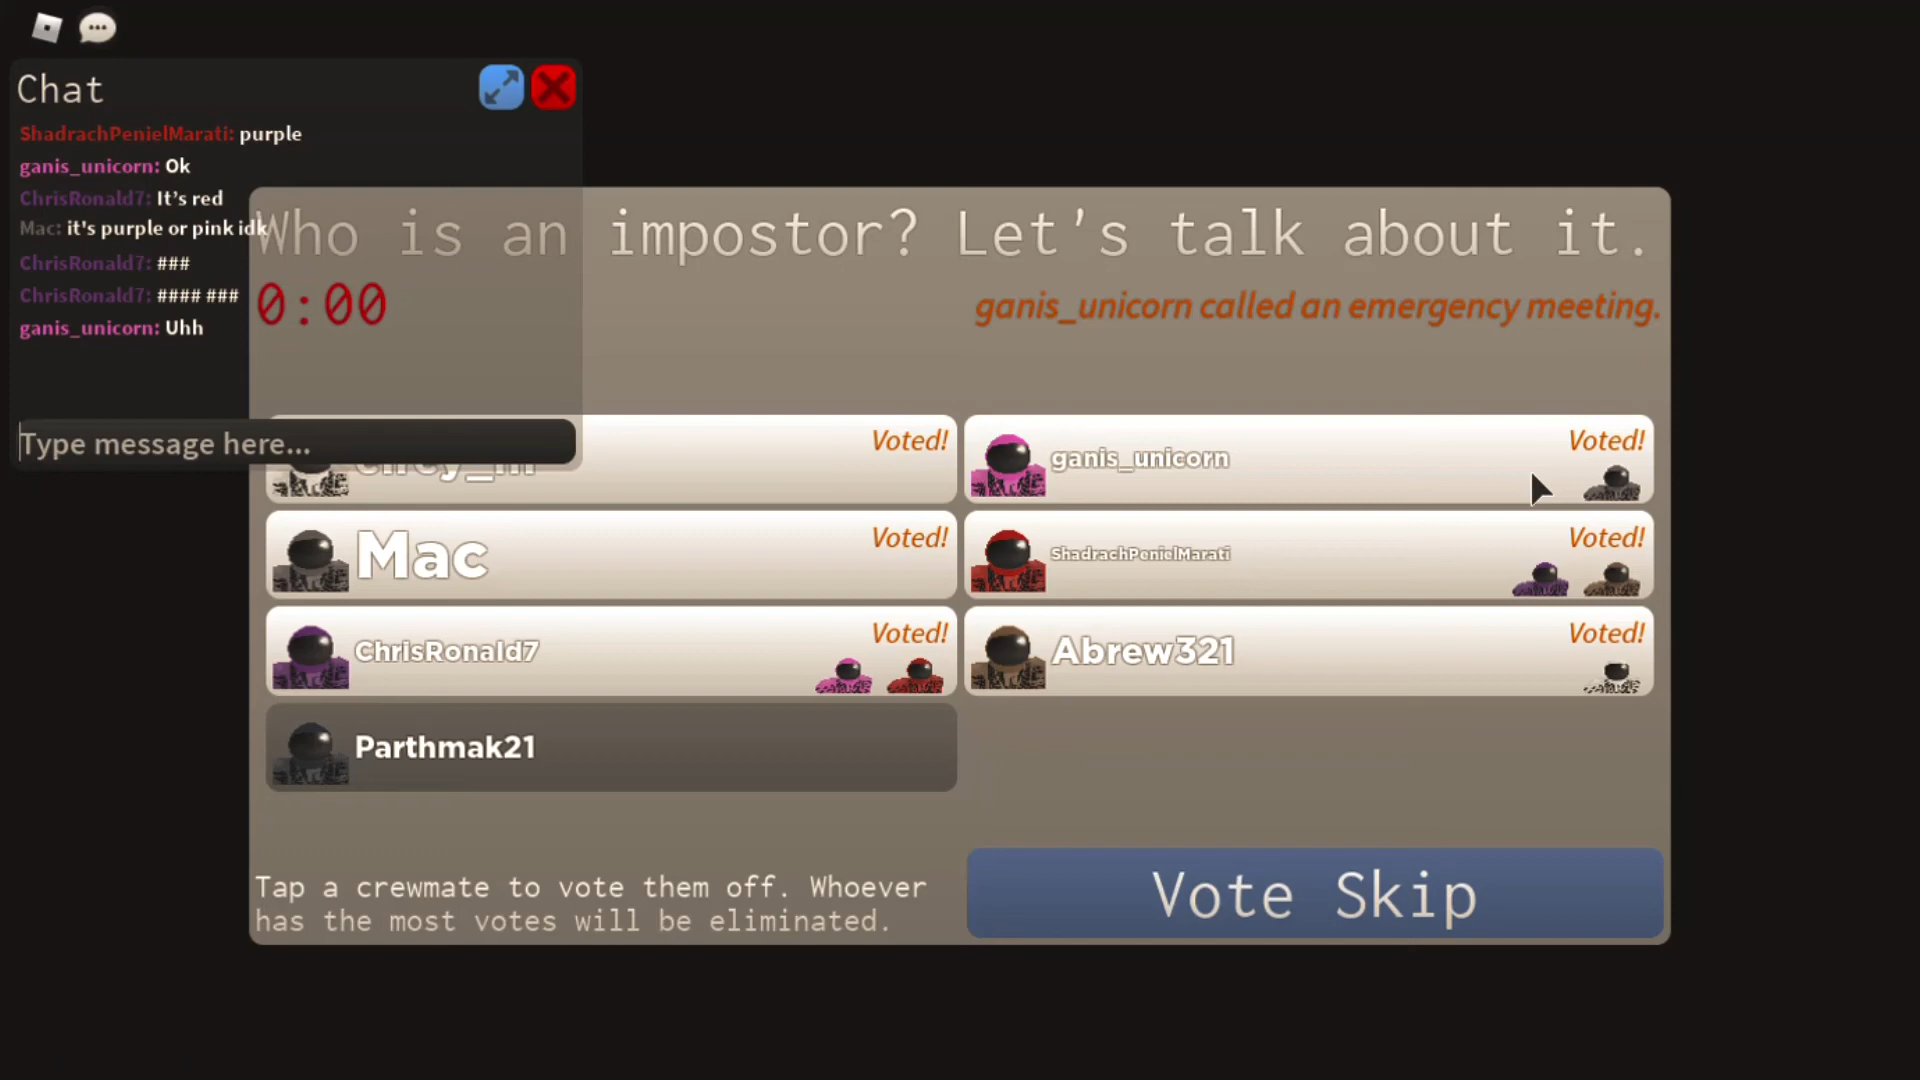 Chat
ShadrachPenielMarati: purple
ganis_unicorn: Ok
ChrisRonald7: It's red
Mac: it's purple or pink idk
ChrisRonald7: ###
ChrisRonald7: #### ###
ganis_unicorn: Uhh
Type message here...
Who is an impostor? Let's talk about it.
0:00
ganis_unicorn called an emergency meeting.
Voted!
ganis_unicorn
Voted!
Mac
Voted!
ShadrachPenielMarati
Voted!
ChrisRonald7
Voted!
Abrew321
Voted!
Parthmak21
Tap a crewmate to vote them off. Whoever
has the most votes will be eliminated.
Vote Skip